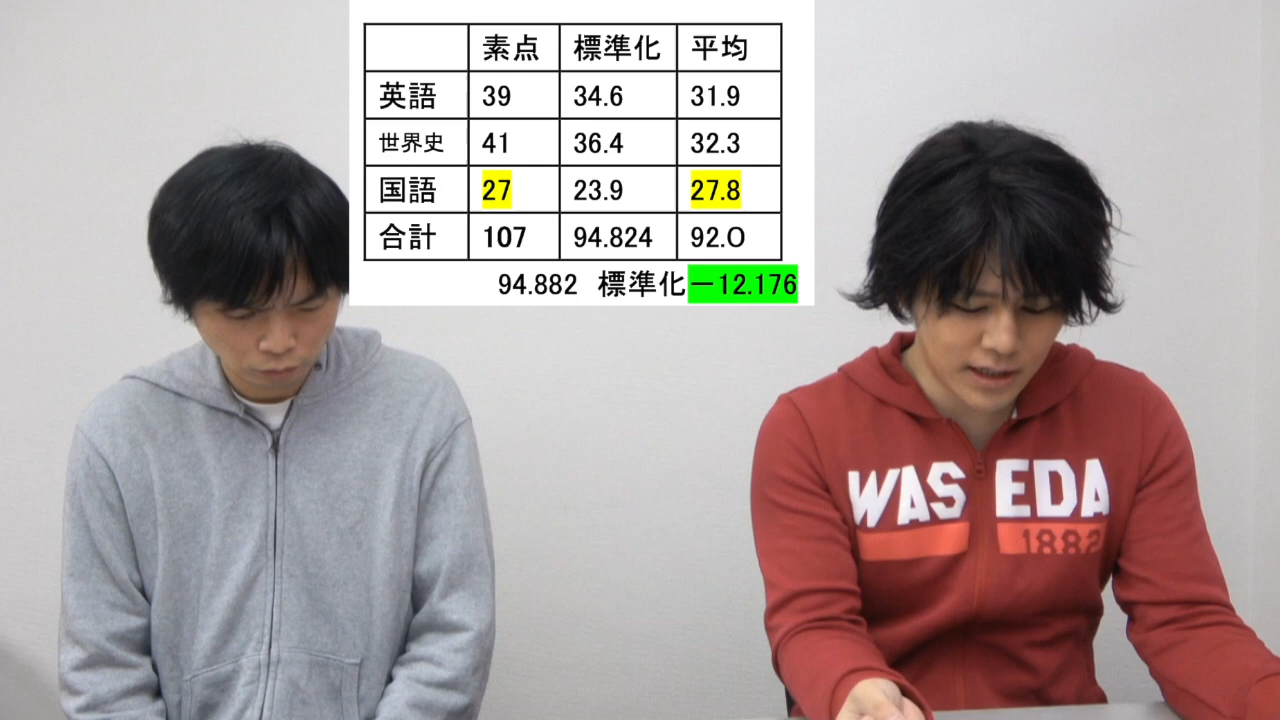 素点 標準化 平均
英語 39 34.6 31.9
世界史 41 36.4 32.3
国語 27 23.9 27.8
合計 107 94.824 92.O
94.882 標準化－12.176
WAS EDA
1882